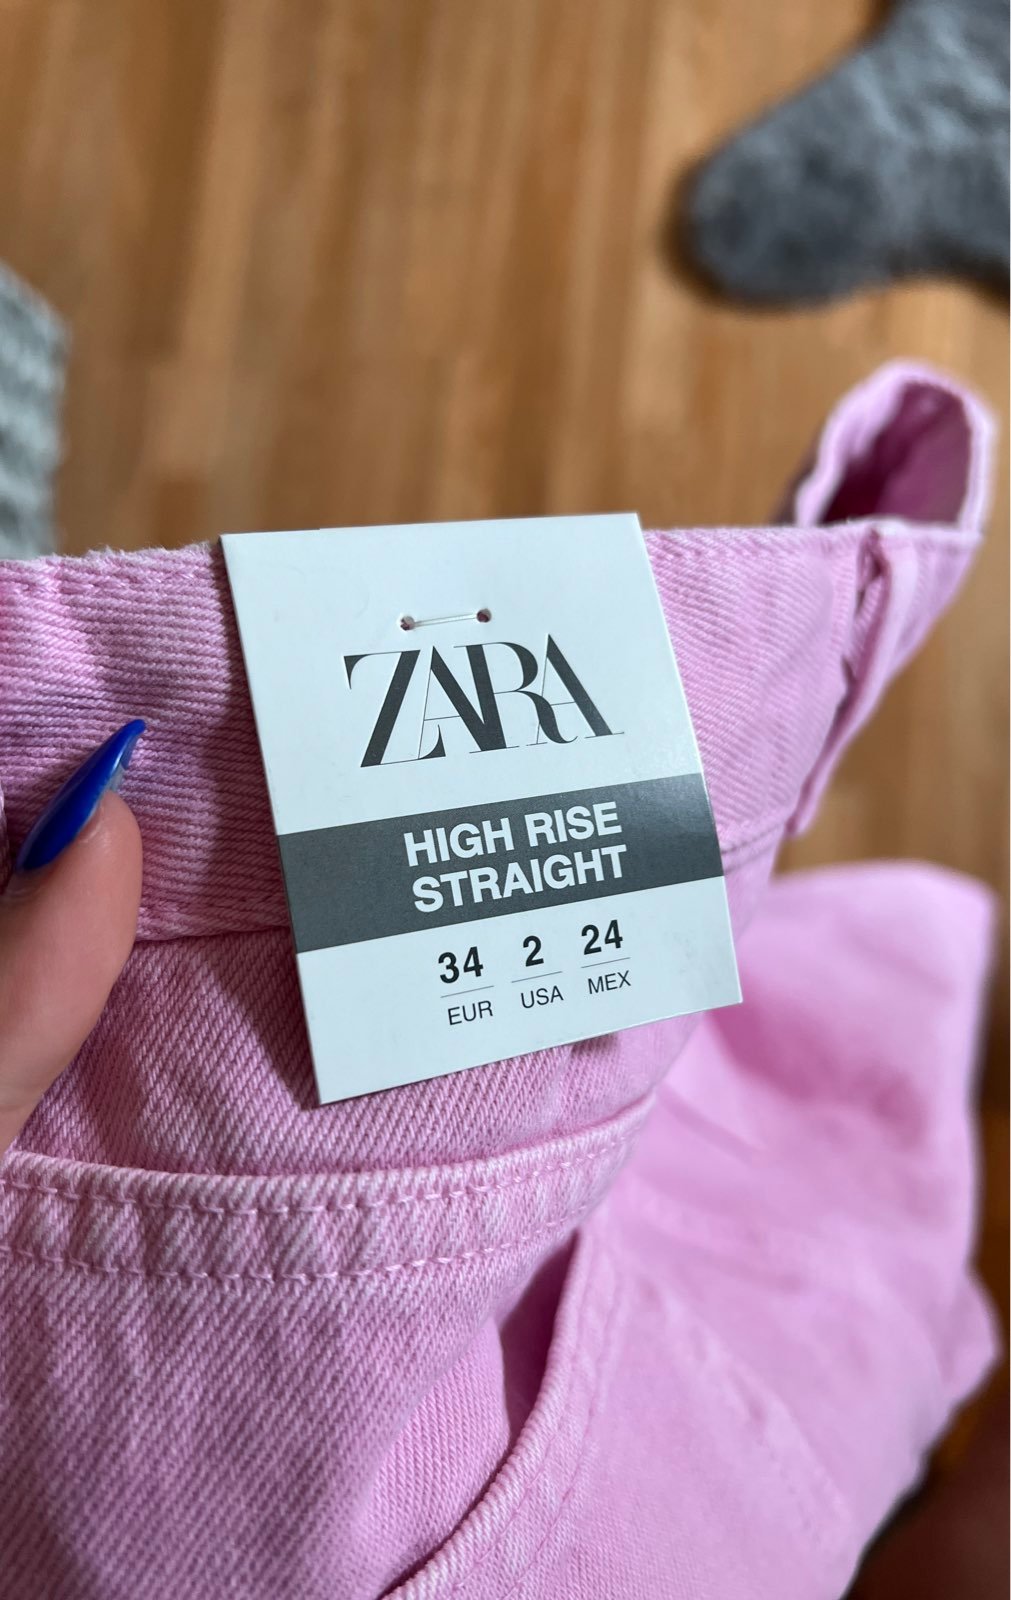 ZARA
HIGH RISE
STRAIGHT
34 2 24
EUR USA MEX